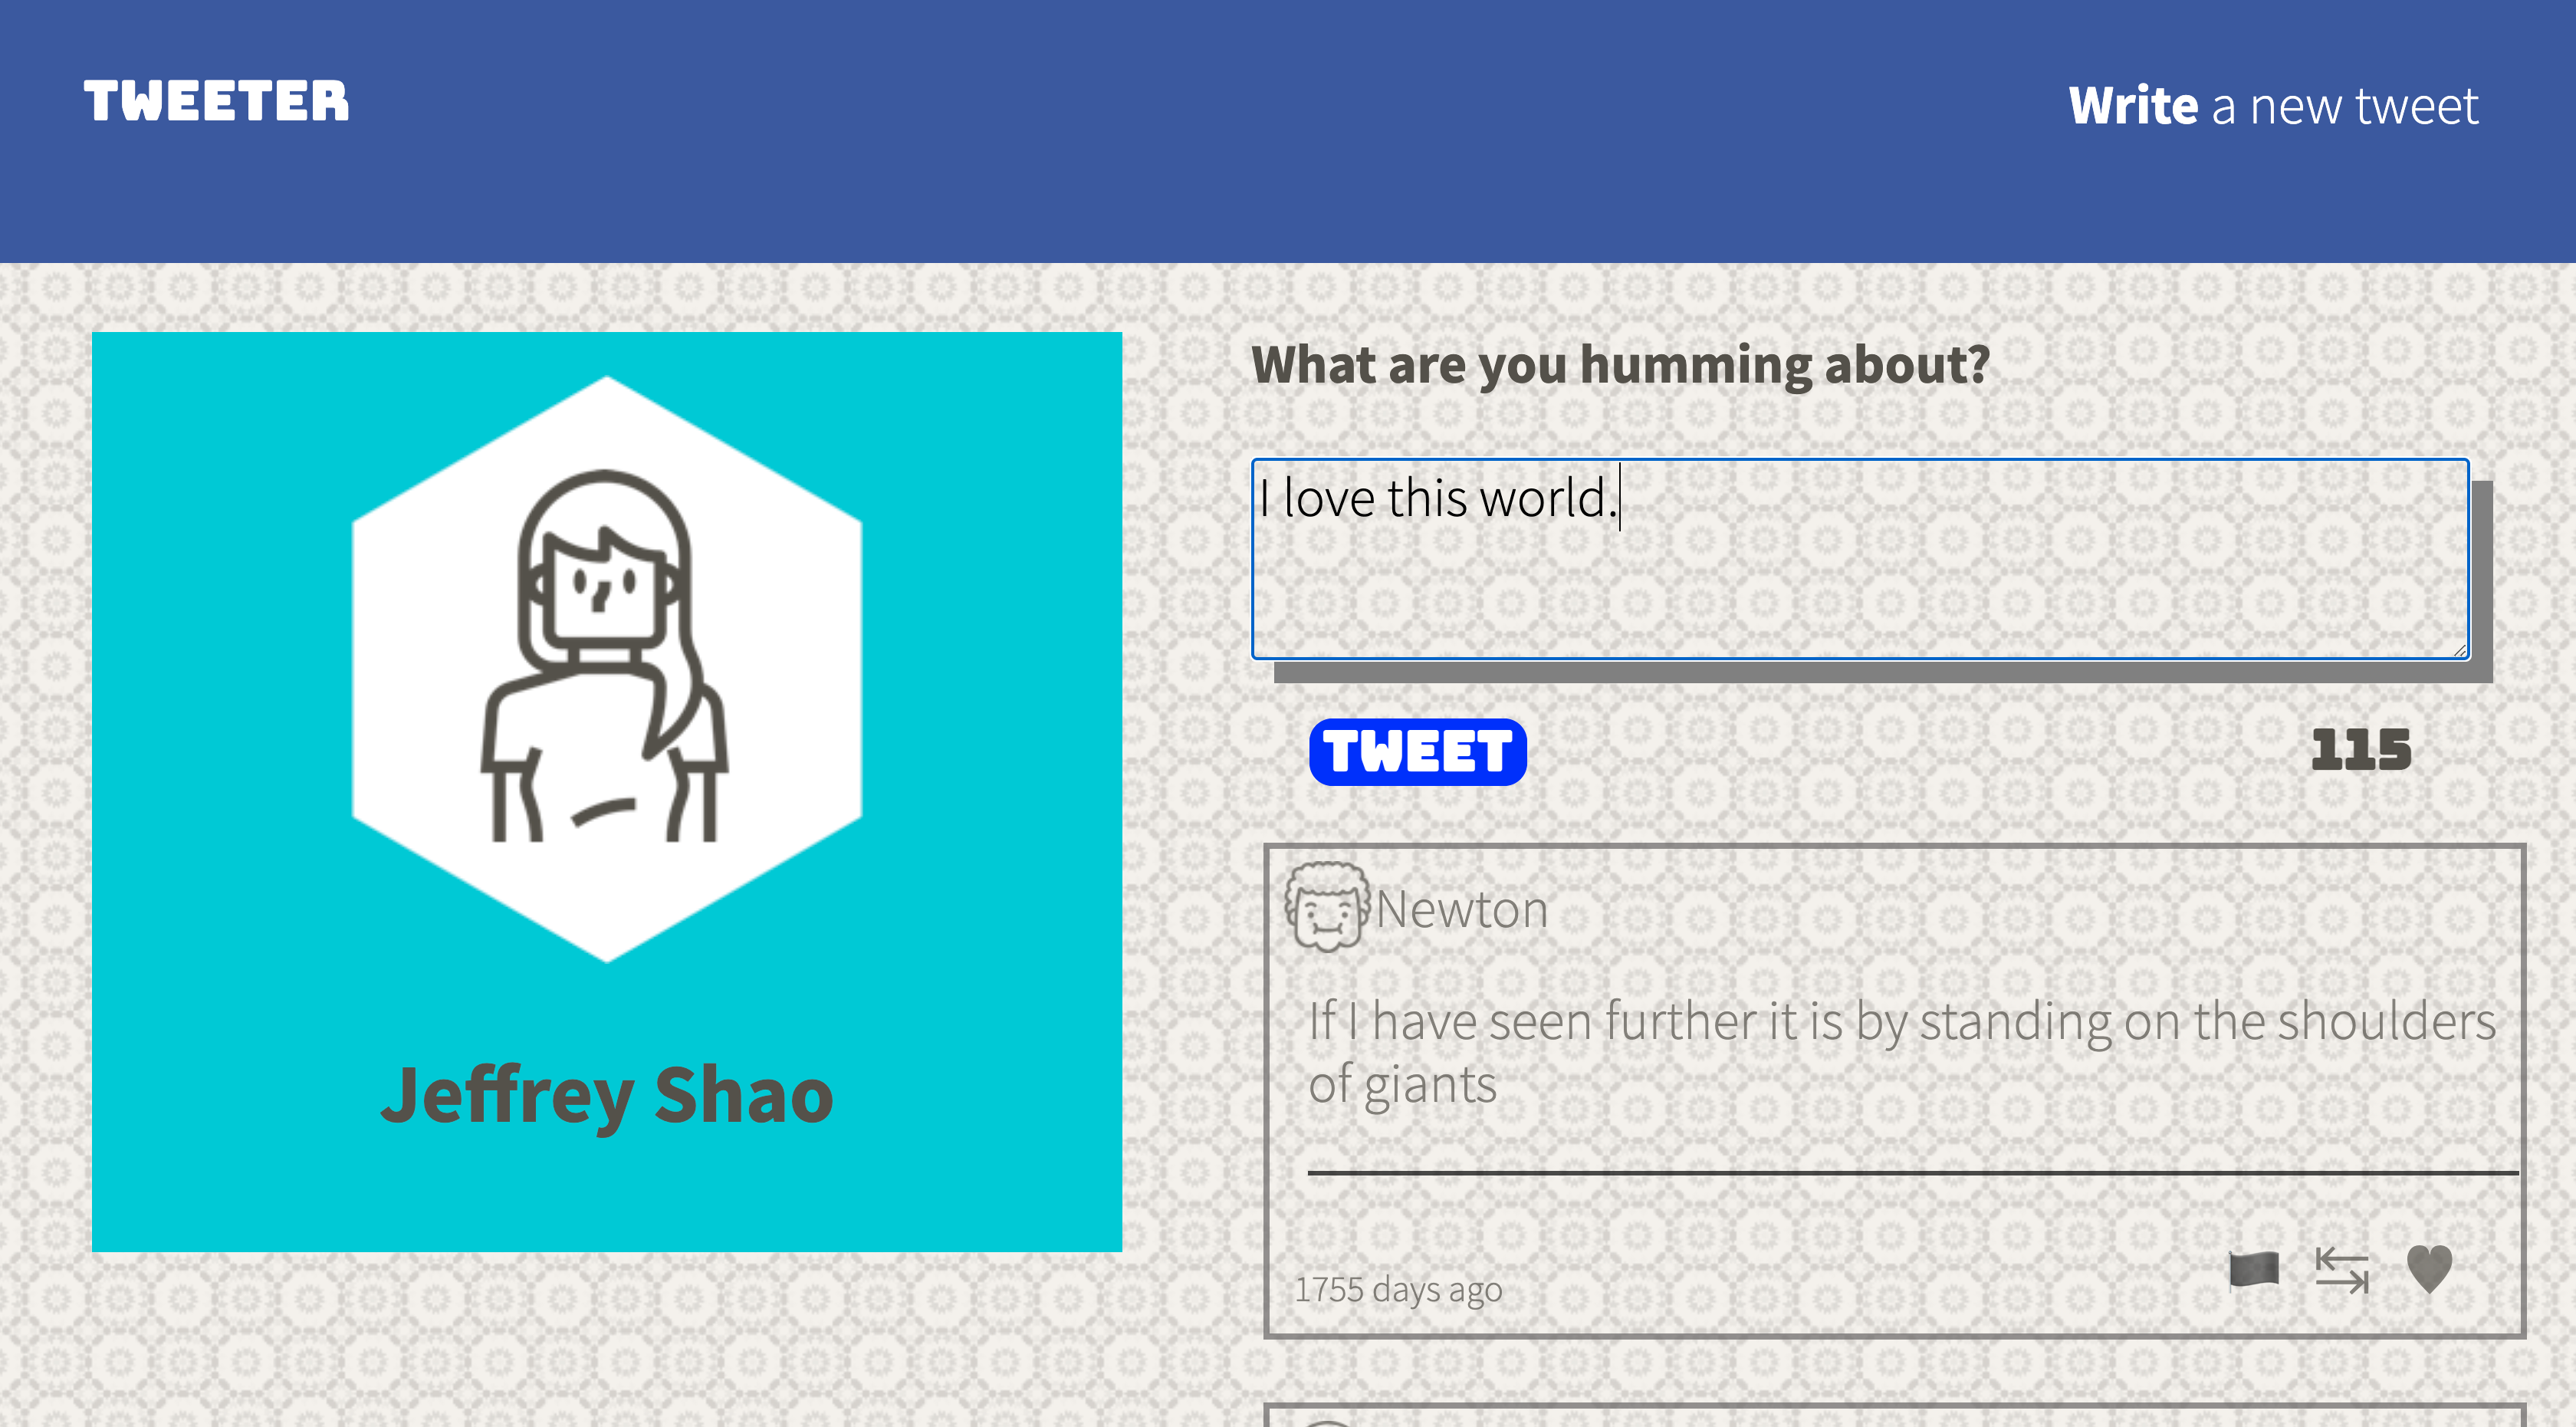 TWEETER
Write a new tweet
Jeffrey Shao
What are you humming about?
I love this world.
TWEET
115
Newton
If I have seen further it is by standing on the shoulders
of giants
1755 days ago